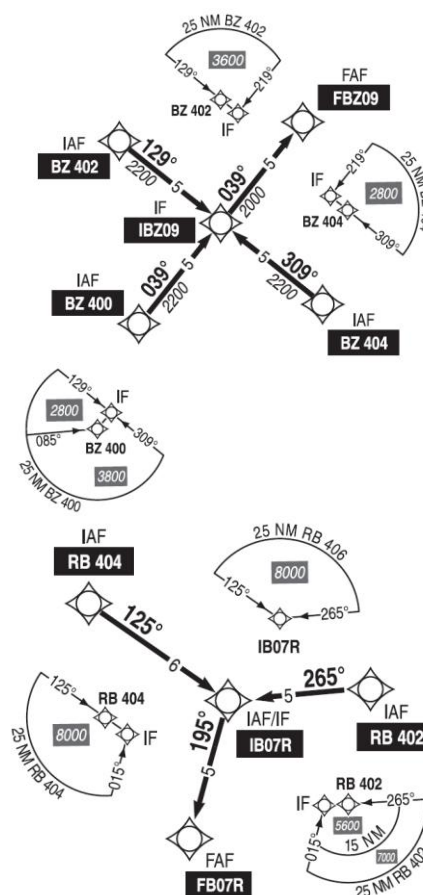 25 NM BZ 402
3600
129°
219°
BZ 402
IF
FAF
FBZ09
IAF
BZ 402
129°
2200
5
039°
5
2000
IF
IBZ09
219°
IF
2800
BZ 404
309°
25 NM BZ 404
039°
5
2200
309°
5
2200
IAF
BZ 400
IAF
BZ 404
129°
IF
2800
085°
BZ 400
309°
3800
25 NM BZ 400
IAF
RB 404
25 NM RB 406
8000
125°
265°
IB07R
125°
6
125°
RB 404
8000
IF
015°
25 NM RB 404
265°
5
IAF/IF
IB07R
IAF
RB 402
195°
5
RB 402
IF
265°
5600
015°
15 NM
7000
25 NM RB 400
FAF
FB07R